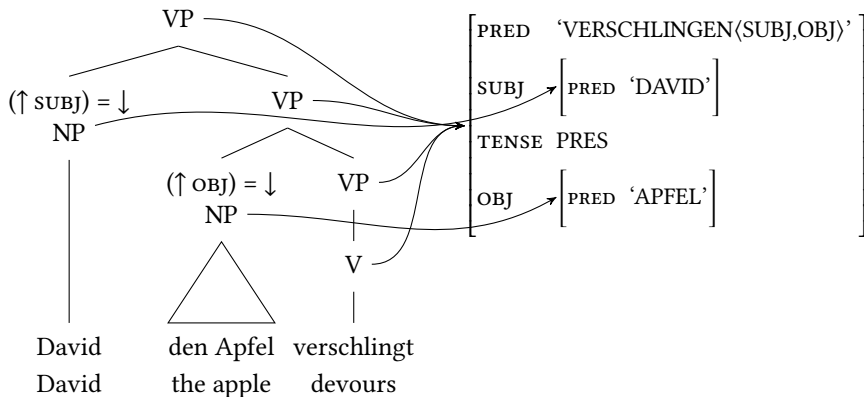 VP
PRED ‘VERSCHLINGEN⟨SUBJ,OBJ⟩’
(↑ SUBJ) = ↓ VP SUBJ [PRED ‘DAVID’]
NP
TENSE PRES
(↑ OBJ) = ↓ VP OBJ [PRED ‘APFEL’]
NP
V
David den Apfel verschlingt
David the apple devours